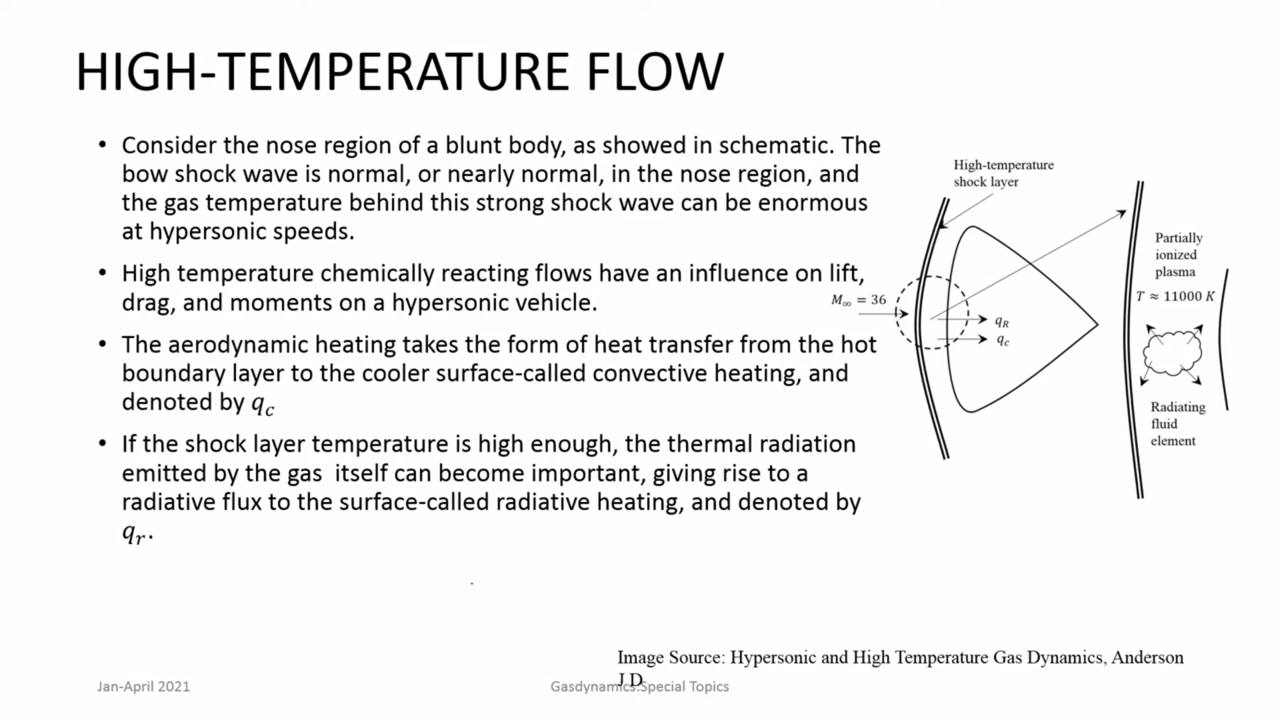 HIGH-TEMPERATURE FLOW
• Consider the nose region of a blunt body, as showed in schematic. The
bow shock wave is normal, or nearly normal, in the nose region, and
the gas temperature behind this strong shock wave can be enormous
at hypersonic speeds.
• High temperature chemically reacting flows have an influence on lift,
drag, and moments on a hypersonic vehicle.
• The aerodynamic heating takes the form of heat transfer from the hot
boundary layer to the cooler surface-called convective heating, and
denoted by q_c
• If the shock layer temperature is high enough, the thermal radiation
emitted by the gas itself can become important, giving rise to a
radiative flux to the surface-called radiative heating, and denoted by
q_r.
High-temperature
shock layer
M∞ = 36
q_R
q_c
Partially
ionized
plasma
T ≈ 11000 K
Radiating
fluid
element
Image Source: Hypersonic and High Temperature Gas Dynamics, Anderson
J D
Jan-April 2021
Gasdynamics:Special Topics